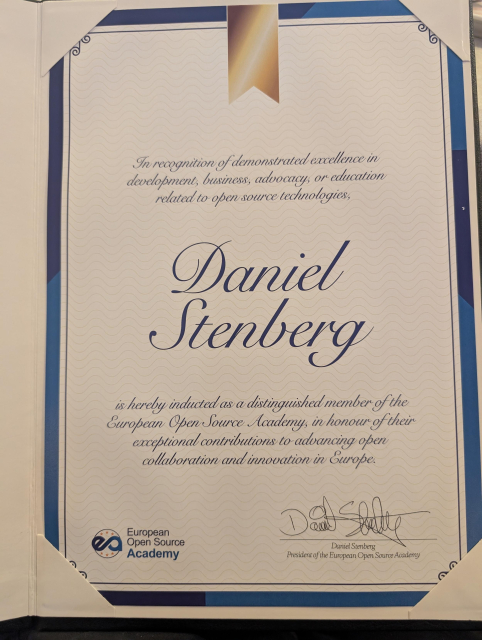 In recognition of demonstrated excellence in
development, business, advocacy, or education
related to open source technologies,
Daniel
Stenberg
is hereby inducted as a distinguished member of the
European Open Source Academy, in honour of their
exceptional contributions to advancing open
collaboration and innovation in Europe.
European
Open Source
Academy
Daniel Stenberg
President of the European Open Source Academy